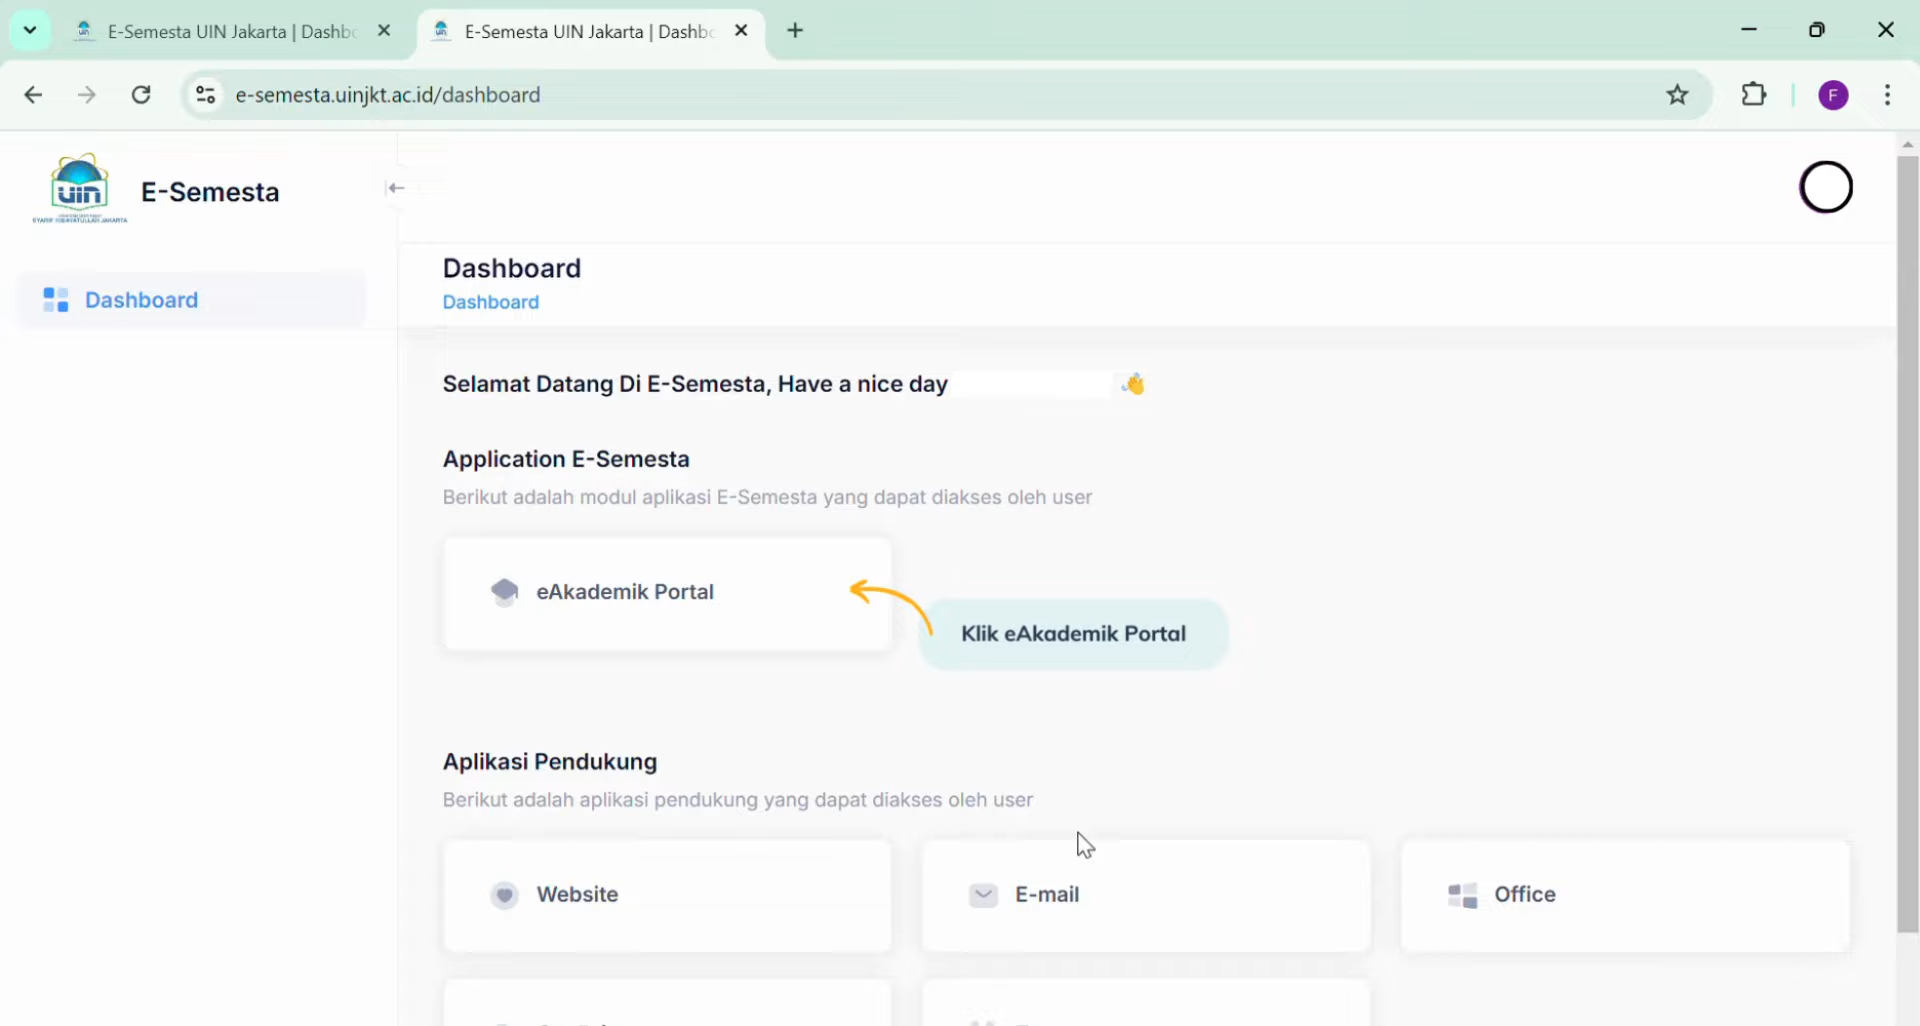 E-Semesta UIN Jakarta | Dashb
E-Semesta UIN Jakarta | Dashb
e-semesta.uinjkt.ac.id/dashboard
F
uin
E-Semesta
Dashboard
Dashboard
Dashboard
Selamat Datang Di E-Semesta, Have a nice day 👋
Application E-Semesta
Berikut adalah modul aplikasi E-Semesta yang dapat diakses oleh user
eAkademik Portal
Klik eAkademik Portal
Aplikasi Pendukung
Berikut adalah aplikasi pendukung yang dapat diakses oleh user
Website
E-mail
Office